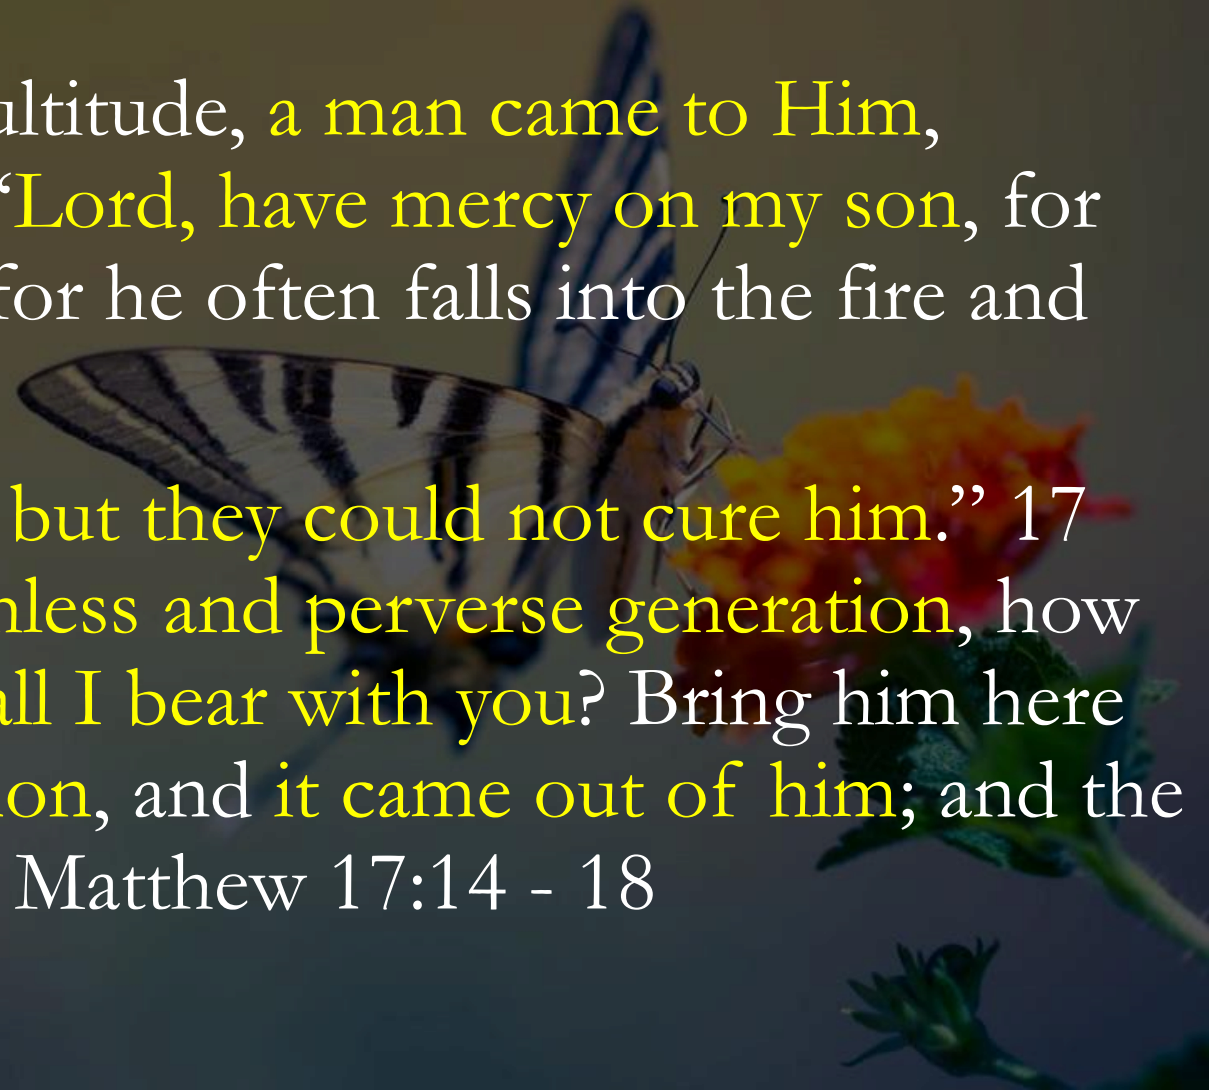 ultitude, a man came to Him,
“Lord, have mercy on my son, for
for he often falls into the fire and
but they could not cure him.” 17
nless and perverse generation, how
all I bear with you? Bring him here
ion, and it came out of him; and the
Matthew 17:14 - 18